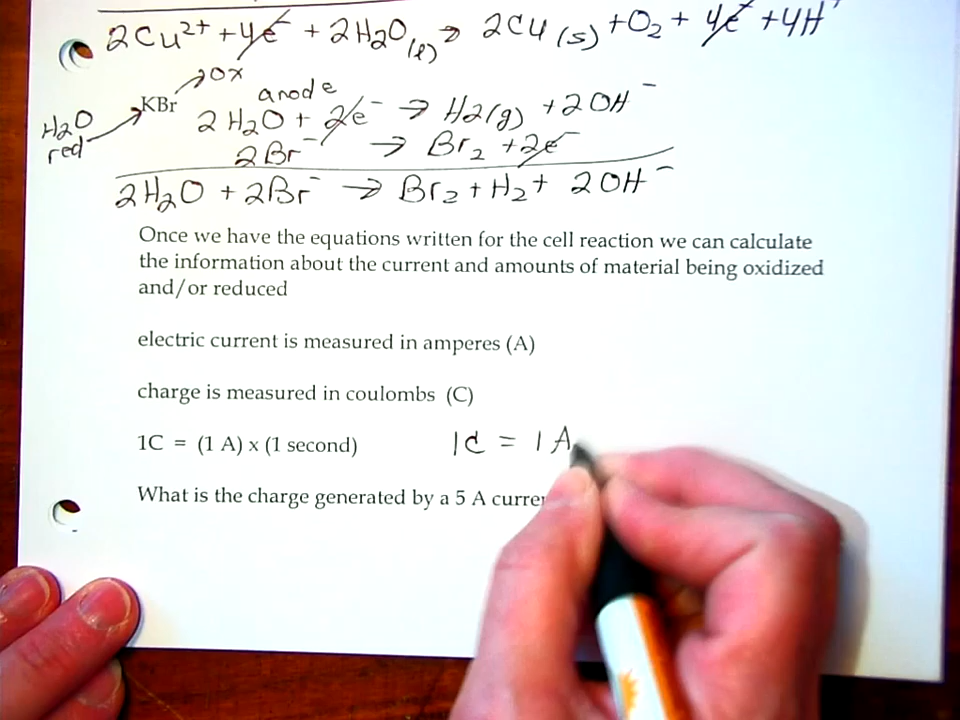 2Cu²⁺ + 4e⁻ + 2H₂O(l) → 2Cu(s) + O₂ + 4e⁻ + 4H⁺
OX
anode
KBr 2H₂O + 2e⁻ → H₂(g) + 2OH⁻
H₂O
red 2Br⁻ → Br₂ + 2e⁻
2H₂O + 2Br⁻ → Br₂ + H₂ + 2OH⁻
Once we have the equations written for the cell reaction we can calculate
the information about the current and amounts of material being oxidized
and/or reduced
electric current is measured in amperes (A)
charge is measured in coulombs (C)
1C = (1 A) x (1 second) 1C = 1A
What is the charge generated by a 5 A